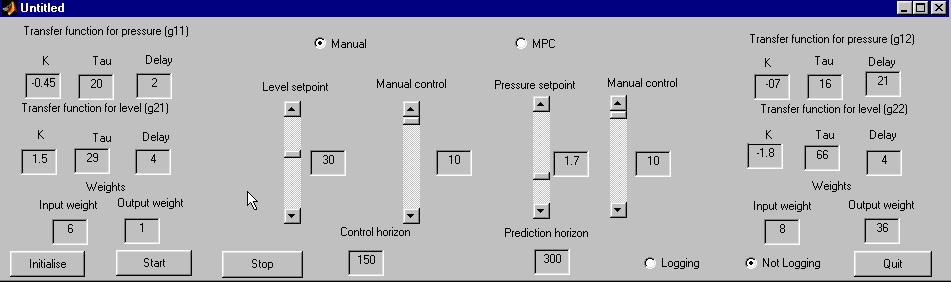 Untitled
Transfer function for pressure (g11)
Manual
MPC
Transfer function for pressure (g12)
K Tau Delay
K Tau Delay
-0.45 20 2
-07 16 21
Level setpoint
Manual control
Pressure setpoint
Manual control
Transfer function for level (g21)
Transfer function for level (g22)
K Tau Delay
K Tau Delay
1.5 29 4
30
10
1.7
10
-1.8 66 4
Weights
Weights
Input weight Output weight
Input weight Output weight
6 1
8 36
Control horizon
Prediction horizon
Initialise
Start
Stop
150
300
Logging
Not Logging
Quit